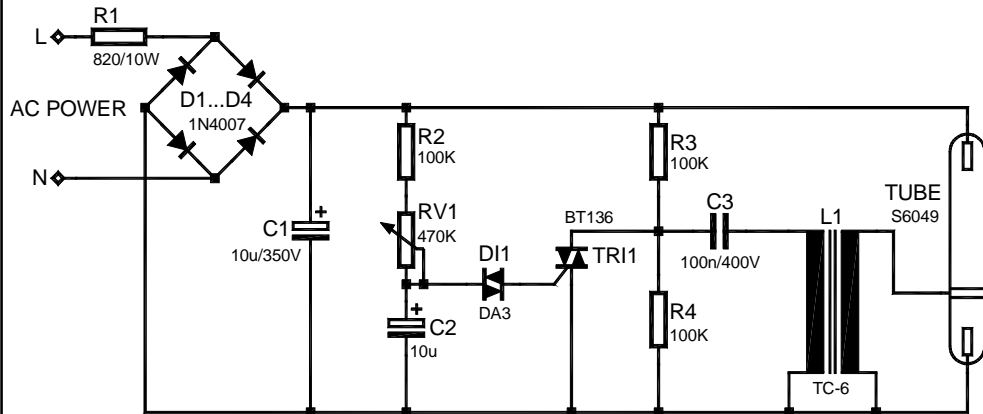 R1
L
820/10W
AC POWER
D1...D4
1N4007
N
C1
+
10u/350V
R2
100K
RV1
470K
+
C2
10u
DI1
DA3
BT136
TRI1
R3
100K
C3
100n/400V
R4
100K
L1
TC-6
TUBE
S6049